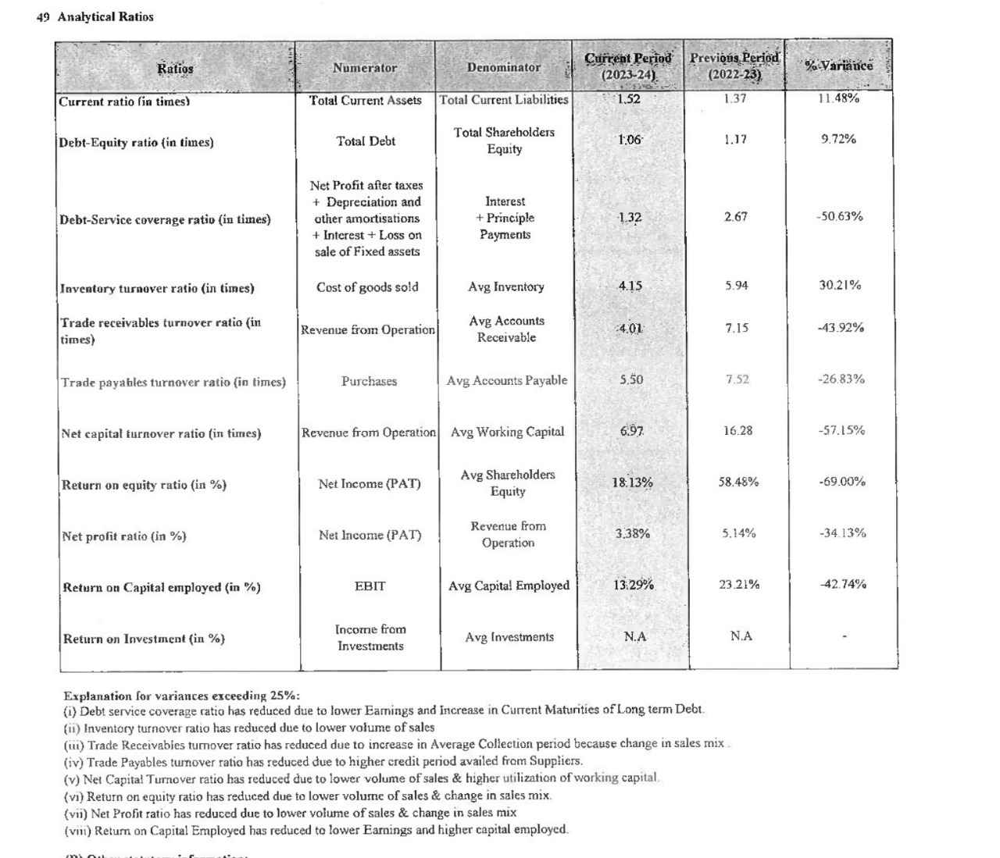 49 Analytical Ratios
Ratios Numerator Denominator Current Period (2023-24) Previous Period (2022-23) % Variance
Current ratio (in times) Total Current Assets Total Current Liabilities 1.52 1.37 11.48%
Debt-Equity ratio (in times) Total Debt Total Shareholders Equity 1.06 1.17 9.72%
Debt-Service coverage ratio (in times) Net Profit after taxes + Depreciation and other amortisations + Interest + Loss on sale of Fixed assets Interest + Principle Payments 1.32 2.67 -50.63%
Inventory turnover ratio (in times) Cost of goods sold Avg Inventory 4.15 5.94 30.21%
Trade receivables turnover ratio (in times) Revenue from Operation Avg Accounts Receivable 4.01 7.15 -43.92%
Trade payables turnover ratio (in times) Purchases Avg Accounts Payable 5.50 7.52 -26.83%
Net capital turnover ratio (in times) Revenue from Operation Avg Working Capital 6.97 16.28 -57.15%
Return on equity ratio (in %) Net Income (PAT) Avg Shareholders Equity 18.13% 58.48% -69.00%
Net profit ratio (in %) Net Income (PAT) Revenue from Operation 3.38% 5.14% -34.13%
Return on Capital employed (in %) EBIT Avg Capital Employed 13.29% 23.21% -42.74%
Return on Investment (in %) Income from Investments Avg Investments N.A N.A -
Explanation for variances exceeding 25%:
(i) Debt service coverage ratio has reduced due to lower Earnings and Increase in Current Maturities of Long term Debt.
(ii) Inventory turnover ratio has reduced due to lower volume of sales
(iii) Trade Receivables turnover ratio has reduced due to increase in Average Collection period because change in sales mix .
(iv) Trade Payables turnover ratio has reduced due to higher credit period availed from Suppliers.
(v) Net Capital Turnover ratio has reduced due to lower volume of sales & higher utilization of working capital.
(vi) Return on equity ratio has reduced due to lower volume of sales & change in sales mix.
(vii) Net Profit ratio has reduced due to lower volume of sales & change in sales mix
(viii) Return on Capital Employed has reduced to lower Earnings and higher capital employed.